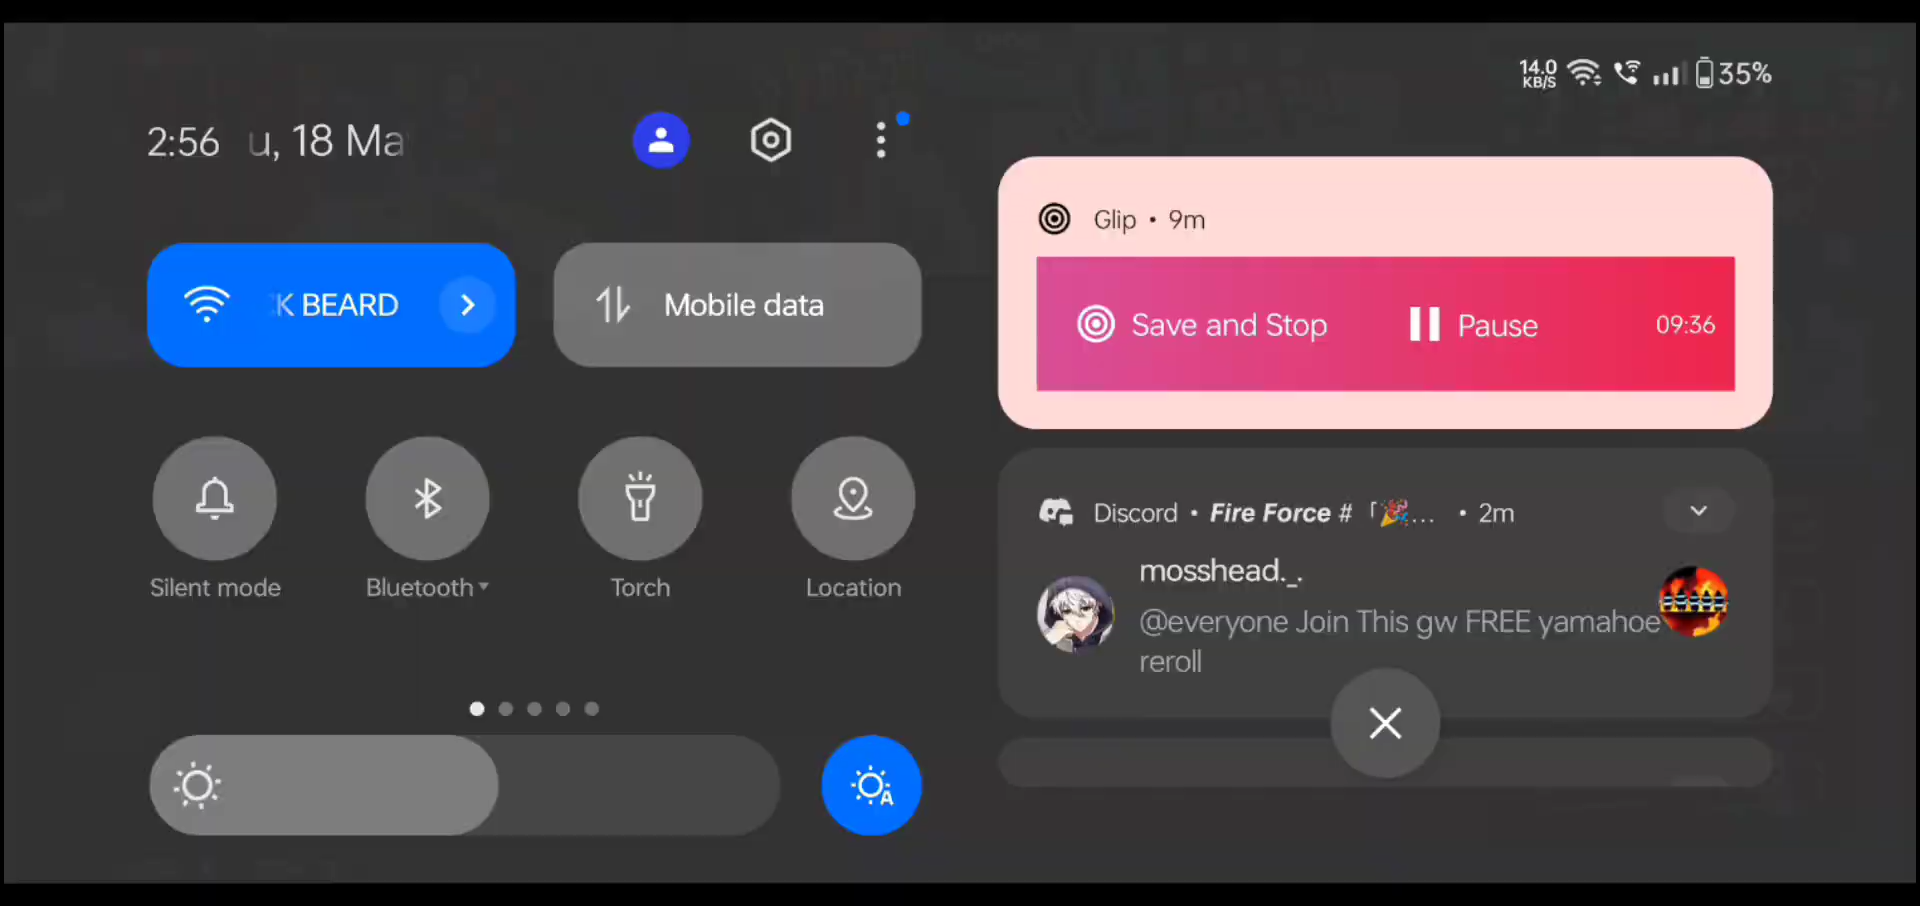 14.0
KB/S
35%
2:56 u, 18 Ma
K BEARD
Mobile data
Silent mode
Bluetooth
Torch
Location
A
Glip • 9m
Save and Stop
Pause
09:36
Discord • Fire Force # 「🎉... • 2m
mosshead._.
@everyone Join This gw FREE yamahoe
reroll